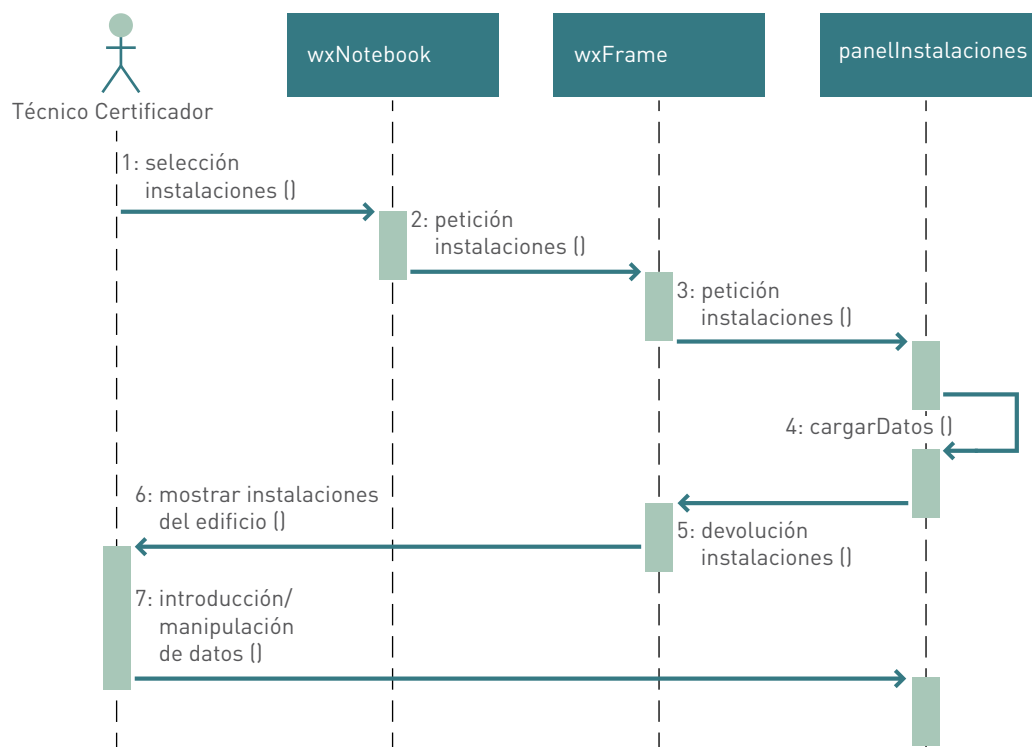 wxNotebook
wxFrame
panelInstalaciones
Técnico Certificador
1: selección
instalaciones ()
2: petición
instalaciones ()
3: petición
instalaciones ()
4: cargarDatos ()
6: mostrar instalaciones
del edificio ()
5: devolución
instalaciones ()
7: introducción/
manipulación
de datos ()